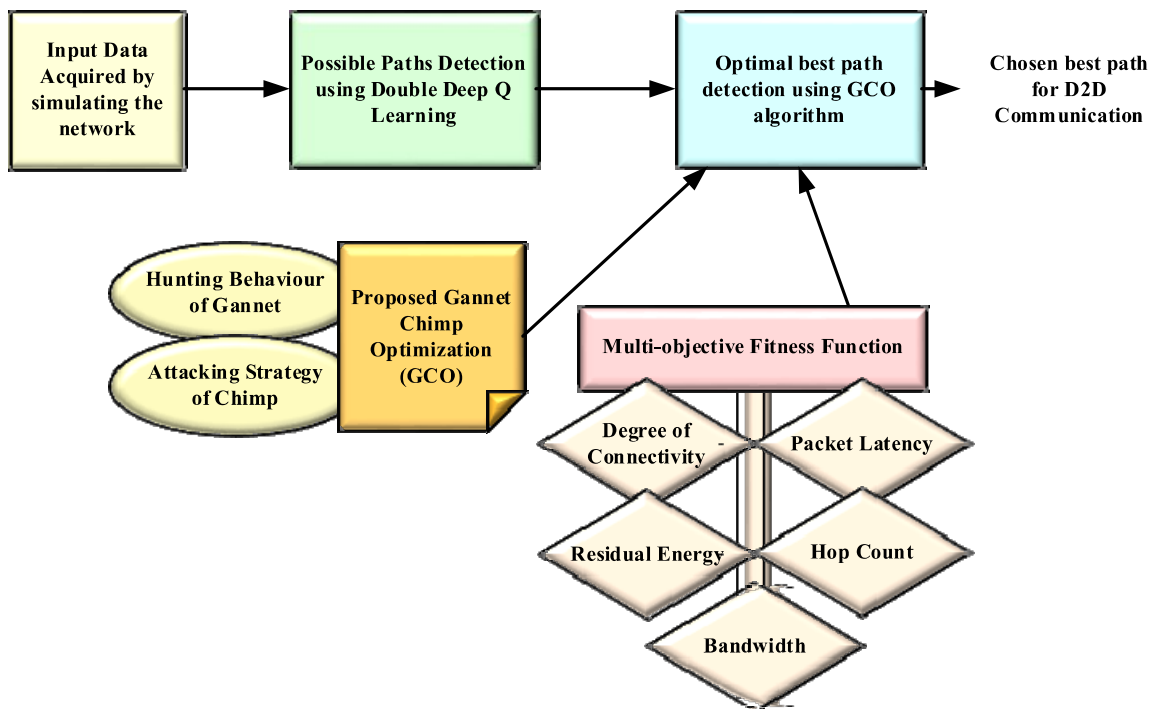 Input Data
Acquired by
simulating the
network
Possible Paths Detection
using Double Deep Q
Learning
Optimal best path
detection using GCO
algorithm
Chosen best path
for D2D
Communication
Hunting Behaviour
of Gannet
Attacking Strategy
of Chimp
Proposed Gannet
Chimp
Optimization
(GCO)
Multi-objective Fitness Function
Degree of
Connectivity
Packet Latency
Residual Energy
Hop Count
Bandwidth